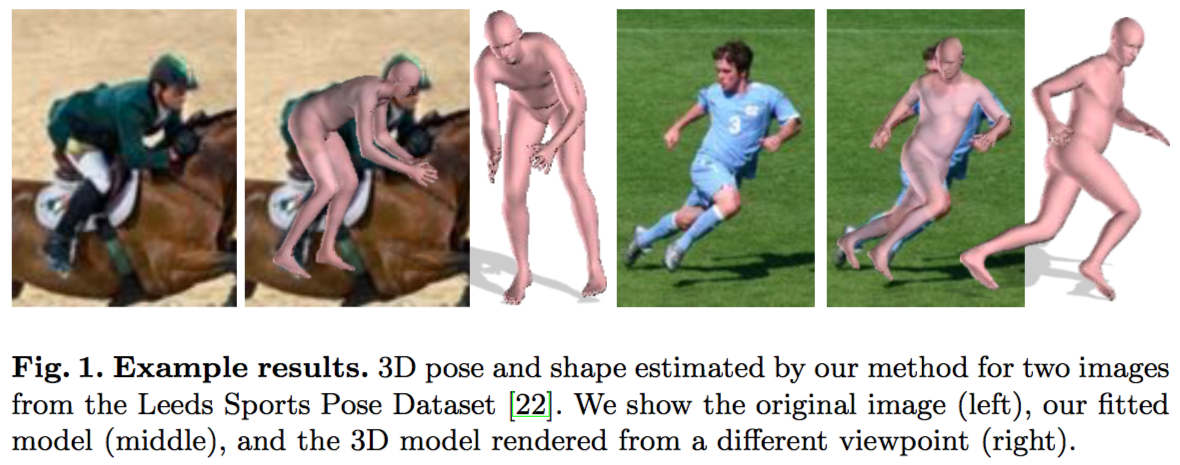 3
Fig. 1. Example results. 3D pose and shape estimated by our method for two images
from the Leeds Sports Pose Dataset [22]. We show the original image (left), our fitted
model (middle), and the 3D model rendered from a different viewpoint (right).